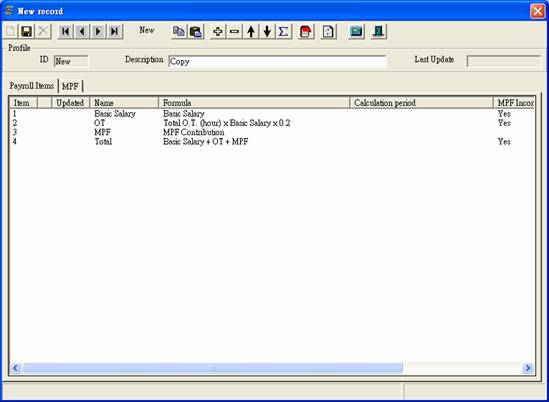 New record
New
Profile
ID New Description Copy Last Update
Payroll Items MPF
Item Updated Name Formula Calculation period MPF Incor
1 Basic Salary Basic Salary Yes
2 OT Total O.T. (hour) x Basic Salary x 0.2 Yes
3 MPF MPF Contribution
4 Total Basic Salary + OT + MPF Yes